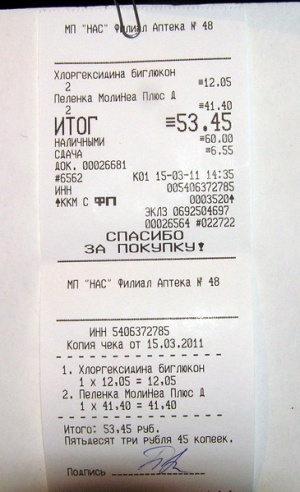 МП "НАС" Филиал Аптека № 48
Хлоргексидина биглюкон
2 ≡12.05
Пеленка МолиНеа Плюс Д
2 ≡41.40
ИТОГ ≡53.45
НАЛИЧНЫМИ ≡60.00
СДАЧА ≡6.55
ДОК. 00026681
#6562 К01 15-03-11 14:35
ИНН 005406372785
ККМ С ФП 0003520
ЭКЛЗ 0692504697
00026564 #022722
СПАСИБО
ЗА ПОКУПКУ!
МП "НАС" Филиал Аптека № 48
ИНН 5406372785
Копия чека от 15.03.2011
1. Хлоргексидина биглюкон
1 x 12,05 = 12,05
2. Пеленка МолиНеа Плюс Д
1 x 41,40 = 41,40
Итого: 53,45 руб.
Пятьдесят три рубля 45 копеек.
Подпись